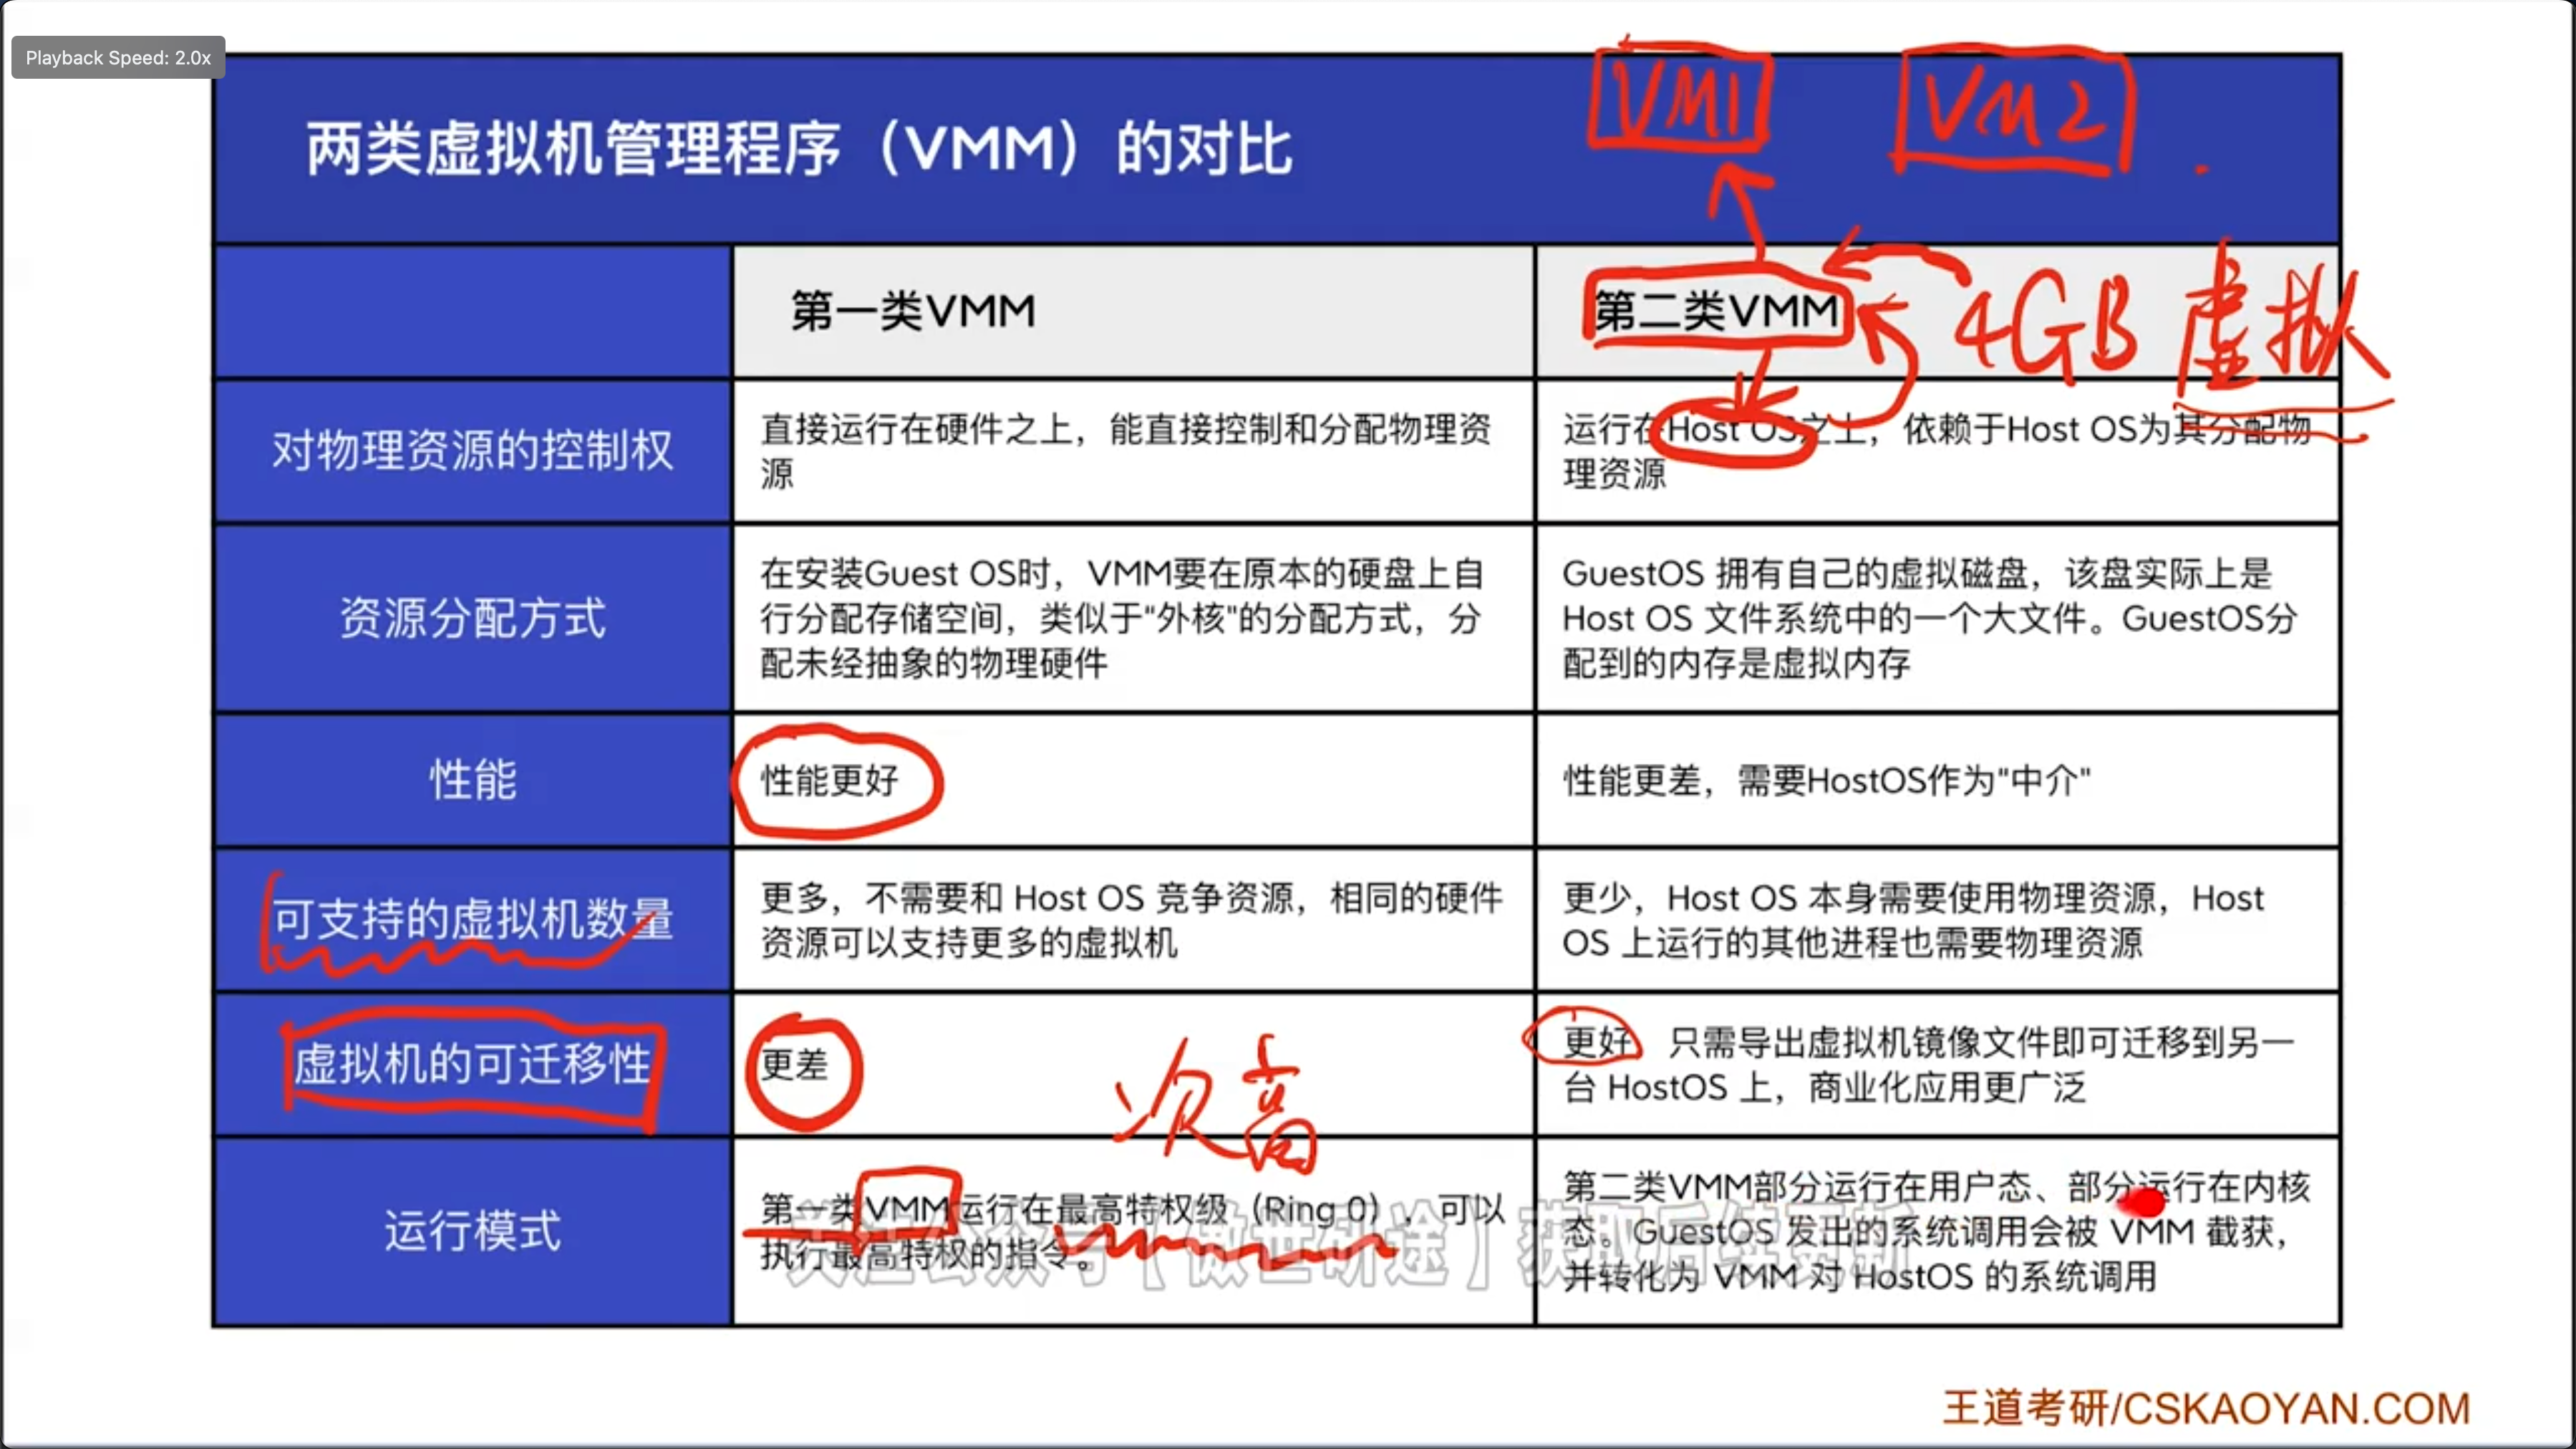 Playback Speed: 2.0x
VM1
VM2
两类虚拟机管理程序（VMM）的对比
第一类VMM
第二类VMM
4GB 虚拟
对物理资源的控制权
直接运行在硬件之上，能直接控制和分配物理资
源
运行在Host OS之上，依赖于Host OS为其分配物
理资源
资源分配方式
在安装Guest OS时，VMM要在原本的硬盘上自
行分配存储空间，类似于“外核”的分配方式，分
配未经抽象的物理硬件
GuestOS 拥有自己的虚拟磁盘，该盘实际上是
Host OS 文件系统中的一个大文件。GuestOS分
配到的内存是虚拟内存
性能
性能更好
性能更差，需要HostOS作为"中介"
可支持的虚拟机数量
更多，不需要和 Host OS 竞争资源，相同的硬件
资源可以支持更多的虚拟机
更少，Host OS 本身需要使用物理资源，Host
OS 上运行的其他进程也需要物理资源
虚拟机的可迁移性
更差
次高
更好，只需导出虚拟机镜像文件即可迁移到另一
台 HostOS 上，商业化应用更广泛
运行模式
第一类VMM运行在最高特权级（Ring 0），可以
执行最高特权的指令。
第二类VMM部分运行在用户态、部分运行在内核
态。GuestOS 发出的系统调用会被 VMM 截获，
并转化为 VMM 对 HostOS 的系统调用
关注公众号【傲世研途】获取后续更新
王道考研/CSKAOYAN.COM